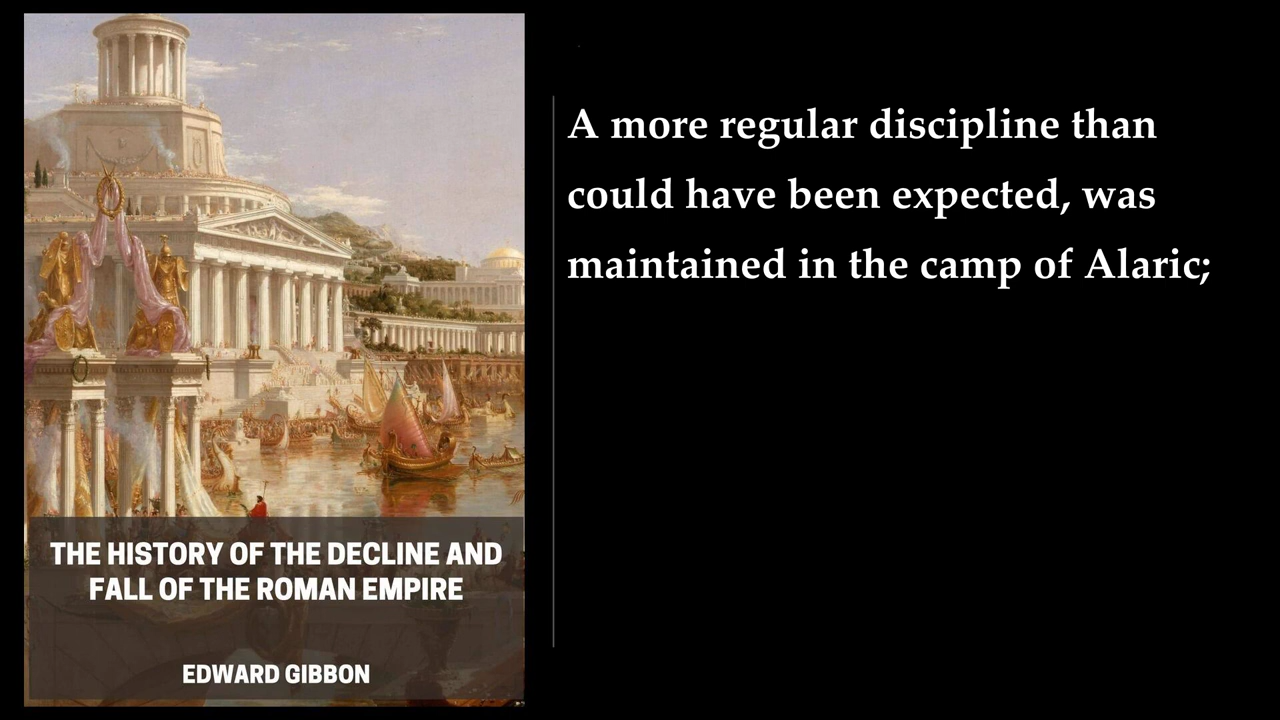 THE HISTORY OF THE DECLINE AND
FALL OF THE ROMAN EMPIRE
EDWARD GIBBON
A more regular discipline than
could have been expected, was
maintained in the camp of Alaric;